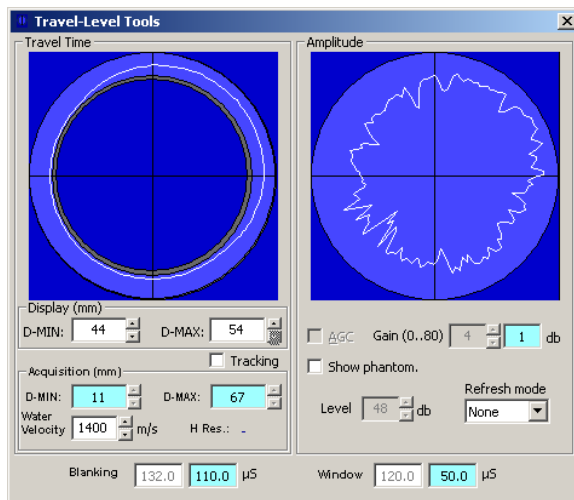 Travel-Level Tools
Travel Time
Amplitude
Display (mm)
D-MIN: 44 D-MAX: 54
Tracking
Acquisition (mm)
D-MIN: 11 D-MAX: 67
Water
Velocity 1400 m/s H Res.: -
AGC Gain (0..80) 4 1 db
Show phantom.
Refresh mode
Level 48 db None
Blanking 132.0 110.0 µS Window 120.0 50.0 µS